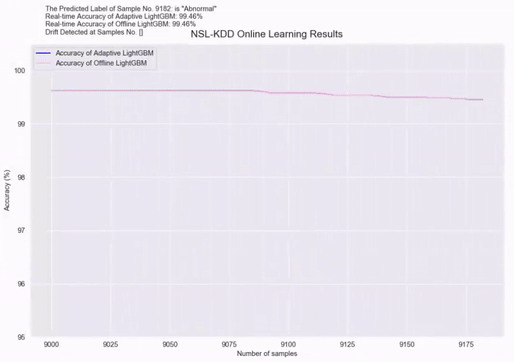 The Predicted Label of Sample No. 9182: is "Abnormal"
Real-time Accuracy of Adaptive LightGBM: 99.46%
Real-time Accuracy of Offline LightGBM: 99.46%
Drift Detected at Samples No. []
NSL-KDD Online Learning Results
Accuracy of Adaptive LightGBM
Accuracy of Offline LightGBM
100
99
98
97
96
95
Accuracy (%)
9000 9025 9050 9075 9100 9125 9150 9175
Number of samples